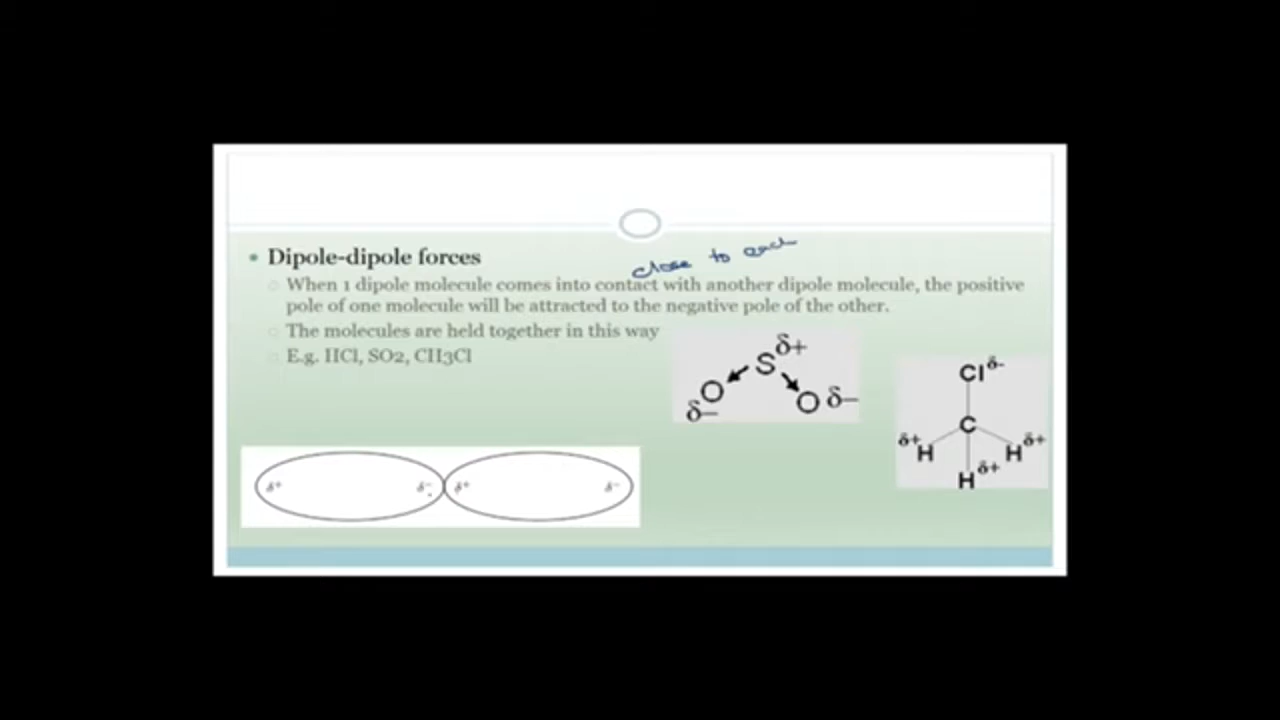 Dipole-dipole forces
close to each
When 1 dipole molecule comes into contact with another dipole molecule, the positive
pole of one molecule will be attracted to the negative pole of the other.
The molecules are held together in this way
E.g. HCl, SO2, CH3Cl
S δ+
O δ–
O δ–
Cl δ-
C
δ+ H
H δ+
H δ+
δ+ δ- δ+ δ-